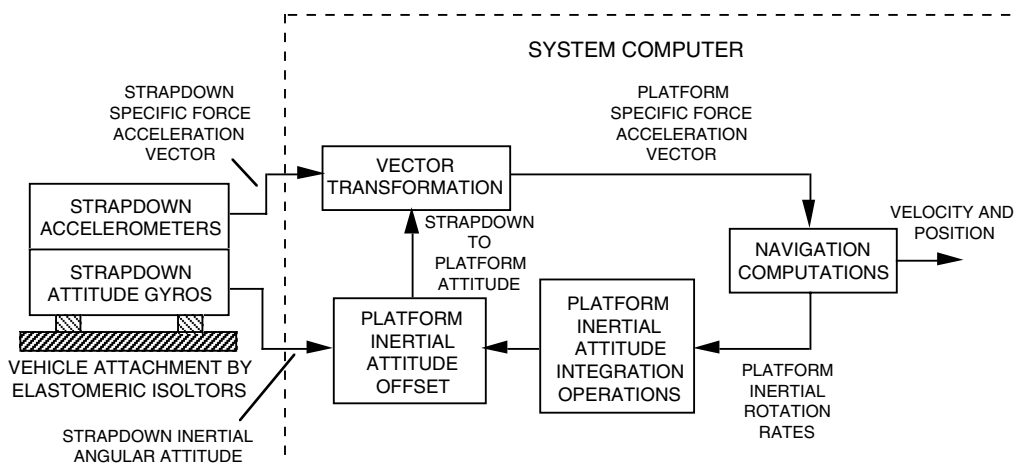 SYSTEM COMPUTER
STRAPDOWN
SPECIFIC FORCE
ACCELERATION
VECTOR
PLATFORM
SPECIFIC FORCE
ACCELERATION
VECTOR
VECTOR
TRANSFORMATION
STRAPDOWN
ACCELEROMETERS
STRAPDOWN
ATTITUDE GYROS
STRAPDOWN
TO
PLATFORM
ATTITUDE
VELOCITY AND
POSITION
NAVIGATION
COMPUTATIONS
PLATFORM
INERTIAL
ATTITUDE
OFFSET
PLATFORM
INERTIAL
ATTITUDE
INTEGRATION
OPERATIONS
VEHICLE ATTACHMENT BY
ELASTOMERIC ISOLTORS
PLATFORM
INERTIAL
ROTATION
RATES
STRAPDOWN INERTIAL
ANGULAR ATTITUDE